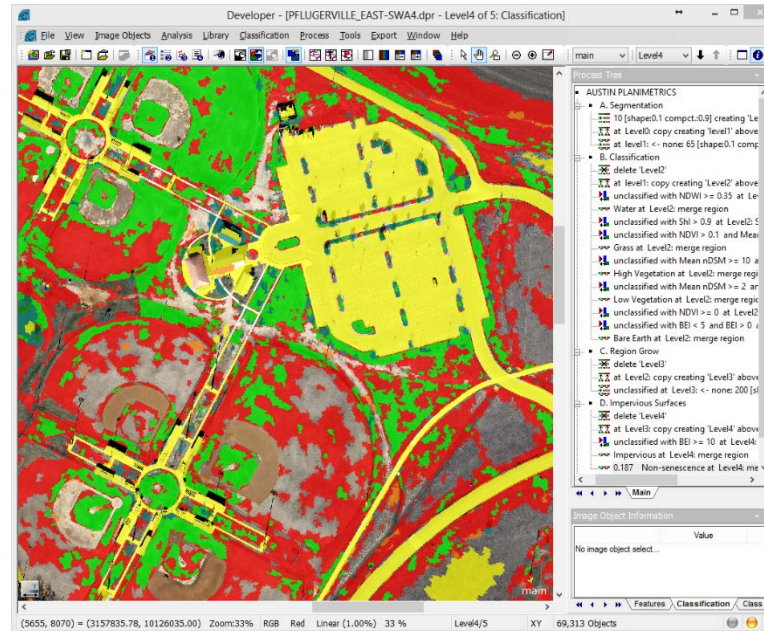 Developer - [PFLUGERVILLE_EAST-SWA4.dpr - Level4 of 5: Classification]
File View Image Objects Analysis Library Classification Process Tools Export Window Help
main Level4
Process Tree
AUSTIN PLANIMETRICS
A. Segmentation
10 [shape:0.1 compct.:0.9] creating 'Le
at Level0: copy creating 'level1' above
at level1: <- none: 65 [shape:0.1 comp
B. Classification
delete 'Level2'
at level1: copy creating 'Level2' above
unclassified with NDWI >= 0.35 at Le
Water at Level2: merge region
unclassified with ShI > 0.9 at Level2: S
unclassified with NDVI > 0.1 and Mea
Grass at Level2: merge region
unclassified with Mean nDSM >= 10 a
High Vegetation at Level2: merge regi
unclassified with Mean nDSM >= 2 ar
Low Vegetation at Level2: merge regi
unclassified with NDVI >= 0 at Level2
unclassified with BEI < 5 and BEI > 0
Bare Earth at Level2: merge region
C. Region Grow
delete 'Level3'
at Level2: copy creating 'Level3' above
unclassified at Level3: <- none: 200 [sl
D. Impervious Surfaces
delete 'Level4'
at Level3: copy creating 'Level4' above
unclassified with BEI >= 10 at Level4:
Impervious at Level4: merge region
0.187 Non-senescence at Level4: me
Main
Image Object Information
Value
No image object select...
main
Features Classification Class
(5655, 8070) = (3157835.78, 10126035.00) Zoom:33% RGB Red Linear (1.00%) 33 % Level4/5 XY 69,313 Objects